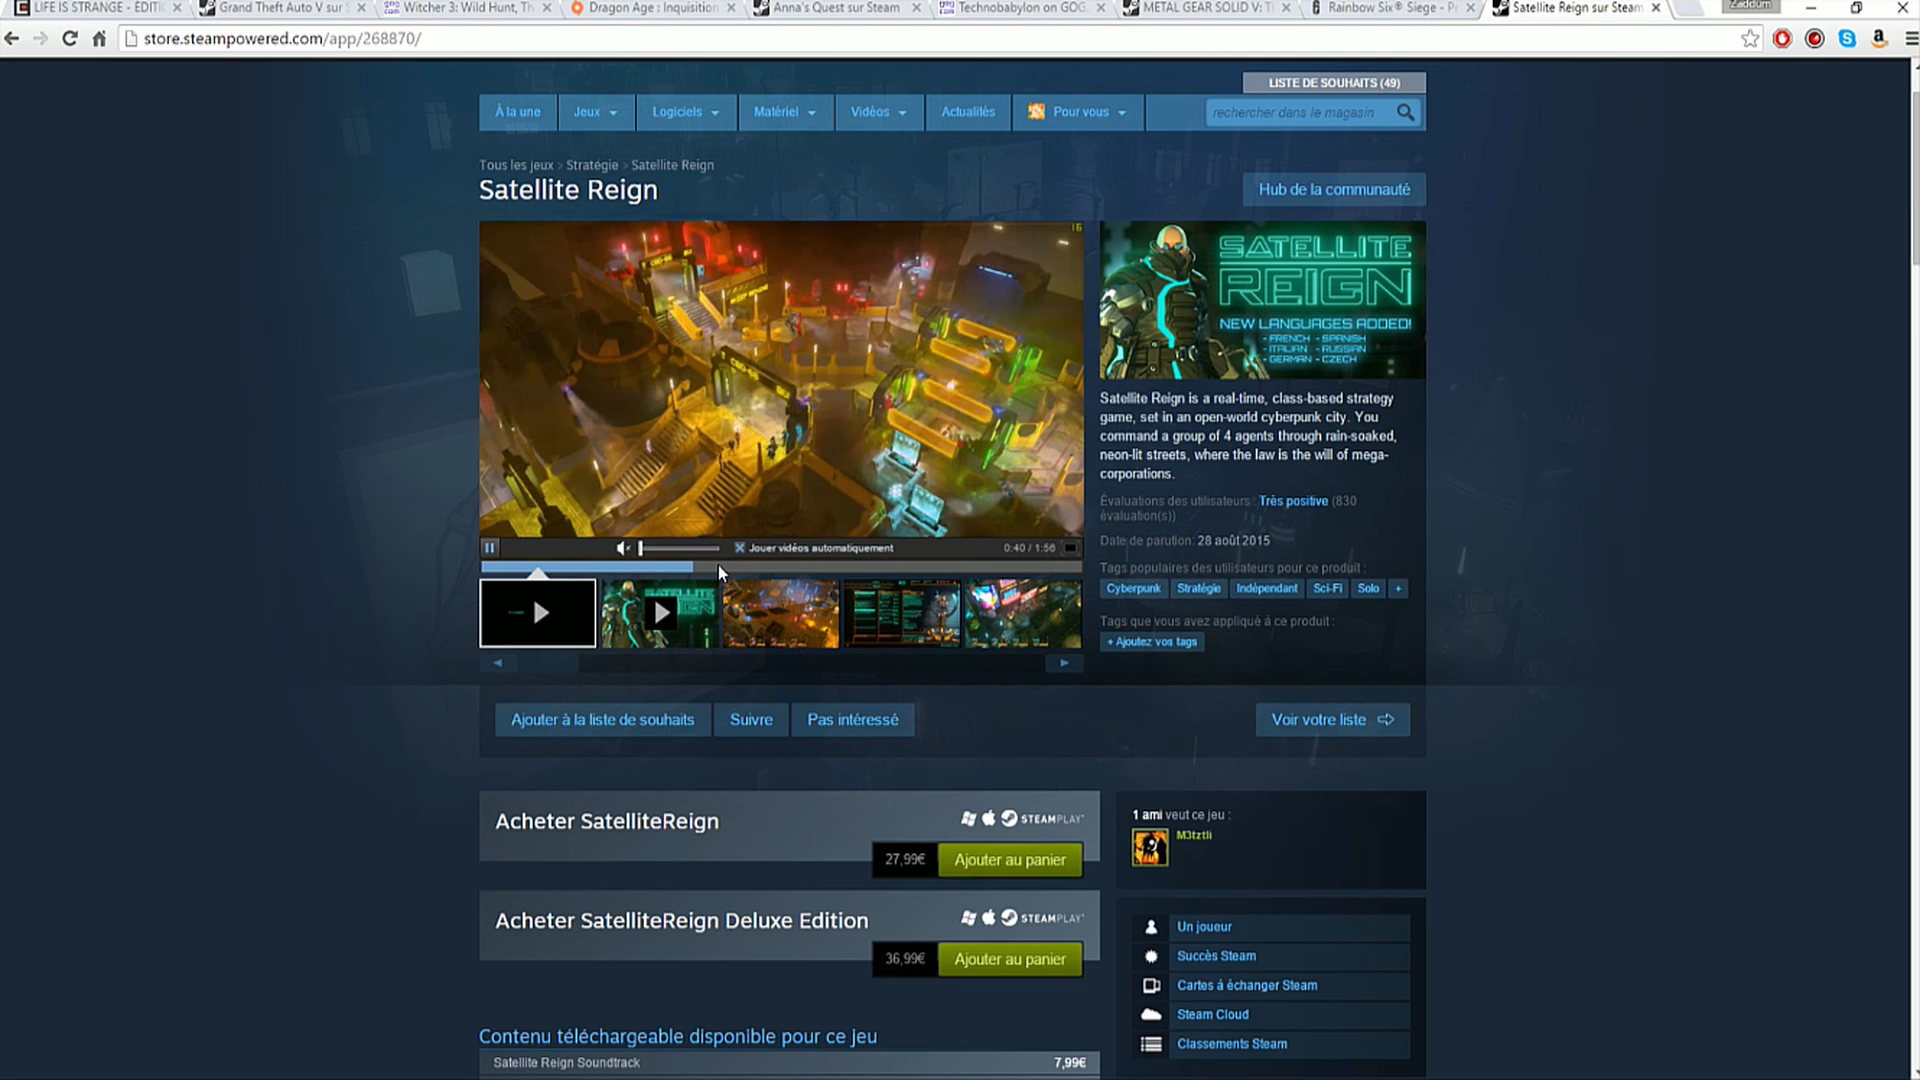 LIFE IS STRANGE - ÉDITI
Grand Theft Auto V sur S
Witcher 3: Wild Hunt, Th
Dragon Age : Inquisition
Anna's Quest sur Steam
Technobabylon on GOG
METAL GEAR SOLID V: T
Rainbow Six® Siege - Pr
Satellite Reign sur Steam
Zaddum
store.steampowered.com/app/268870/
LISTE DE SOUHAITS (49)
À la une
Jeux
Logiciels
Matériel
Vidéos
Actualités
Pour vous
rechercher dans le magasin
Tous les jeux > Stratégie > Satellite Reign
Satellite Reign
Hub de la communauté
SATELLITE
REIGN
NEW LANGUAGES ADDED!
- FRENCH - SPANISH
- ITALIAN - RUSSIAN
- GERMAN - CZECH
Satellite Reign is a real-time, class-based strategy
game, set in an open-world cyberpunk city. You
command a group of 4 agents through rain-soaked,
neon-lit streets, where the law is the will of mega-
corporations.
Évaluations des utilisateurs : Très positive (830
évaluation(s))
Date de parution: 28 août 2015
Jouer vidéos automatiquement
0:40 / 1:56
Tags populaires des utilisateurs pour ce produit :
Cyberpunk
Stratégie
Indépendant
Sci-Fi
Solo
+
Tags que vous avez appliqué à ce produit :
+ Ajoutez vos tags
Ajouter à la liste de souhaits
Suivre
Pas intéressé
Voir votre liste
Acheter SatelliteReign
STEAMPLAY
27,99€
Ajouter au panier
1 ami veut ce jeu :
M3tztli
Acheter SatelliteReign Deluxe Edition
STEAMPLAY
36,99€
Ajouter au panier
Un joueur
Succès Steam
Cartes à échanger Steam
Steam Cloud
Classements Steam
Contenu téléchargeable disponible pour ce jeu
Satellite Reign Soundtrack
7,99€